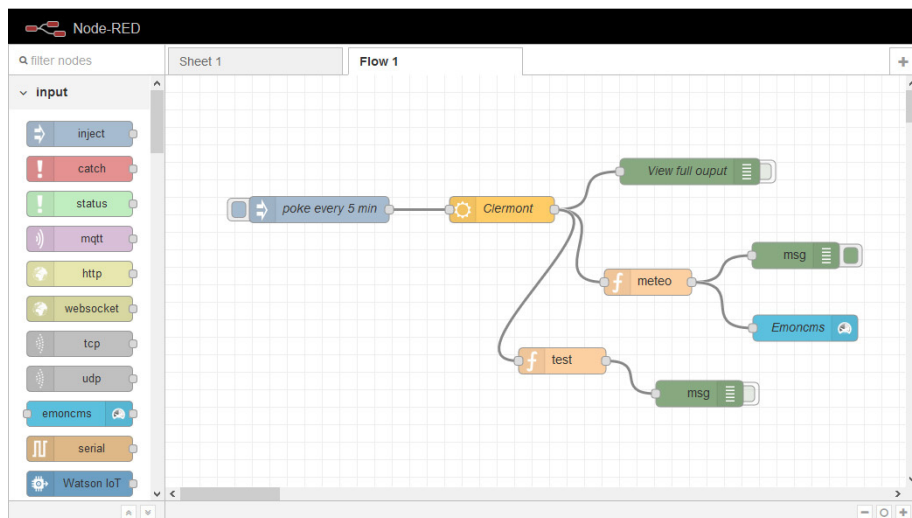 Node-RED
filter nodes
Sheet 1
Flow 1
input
inject
catch
status
mqtt
http
websocket
tcp
udp
emoncms
serial
Watson IoT
poke every 5 min
Clermont
View full ouput
meteo
msg
Emoncms
test
msg